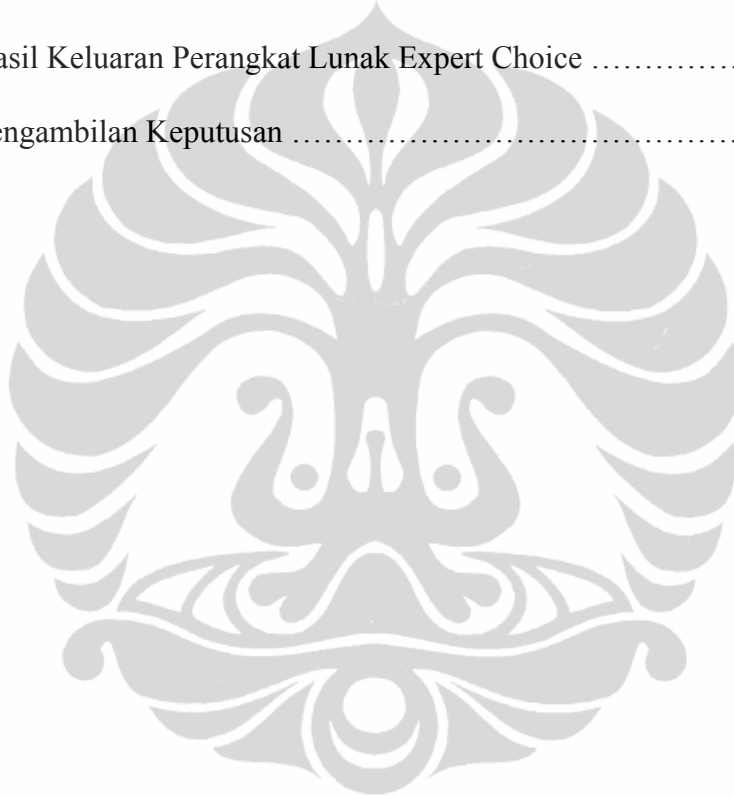 asil Keluaran Perangkat Lunak Expert Choice ……………
engambilan Keputusan ……………………………………